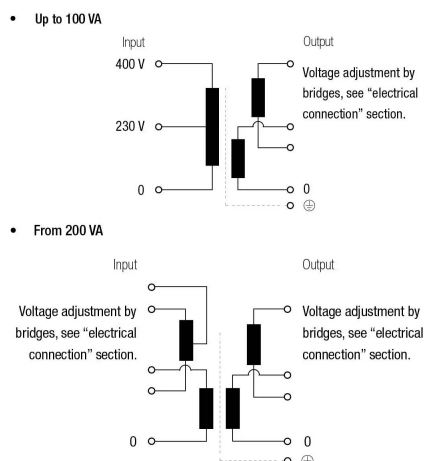 • Up to 100 VA
Input
Output
400 V
Voltage adjustment by
bridges, see “electrical
connection” section.
230 V
0
0
• From 200 VA
Input
Output
Voltage adjustment by
bridges, see “electrical
connection” section.
Voltage adjustment by
bridges, see “electrical
connection” section.
0
0